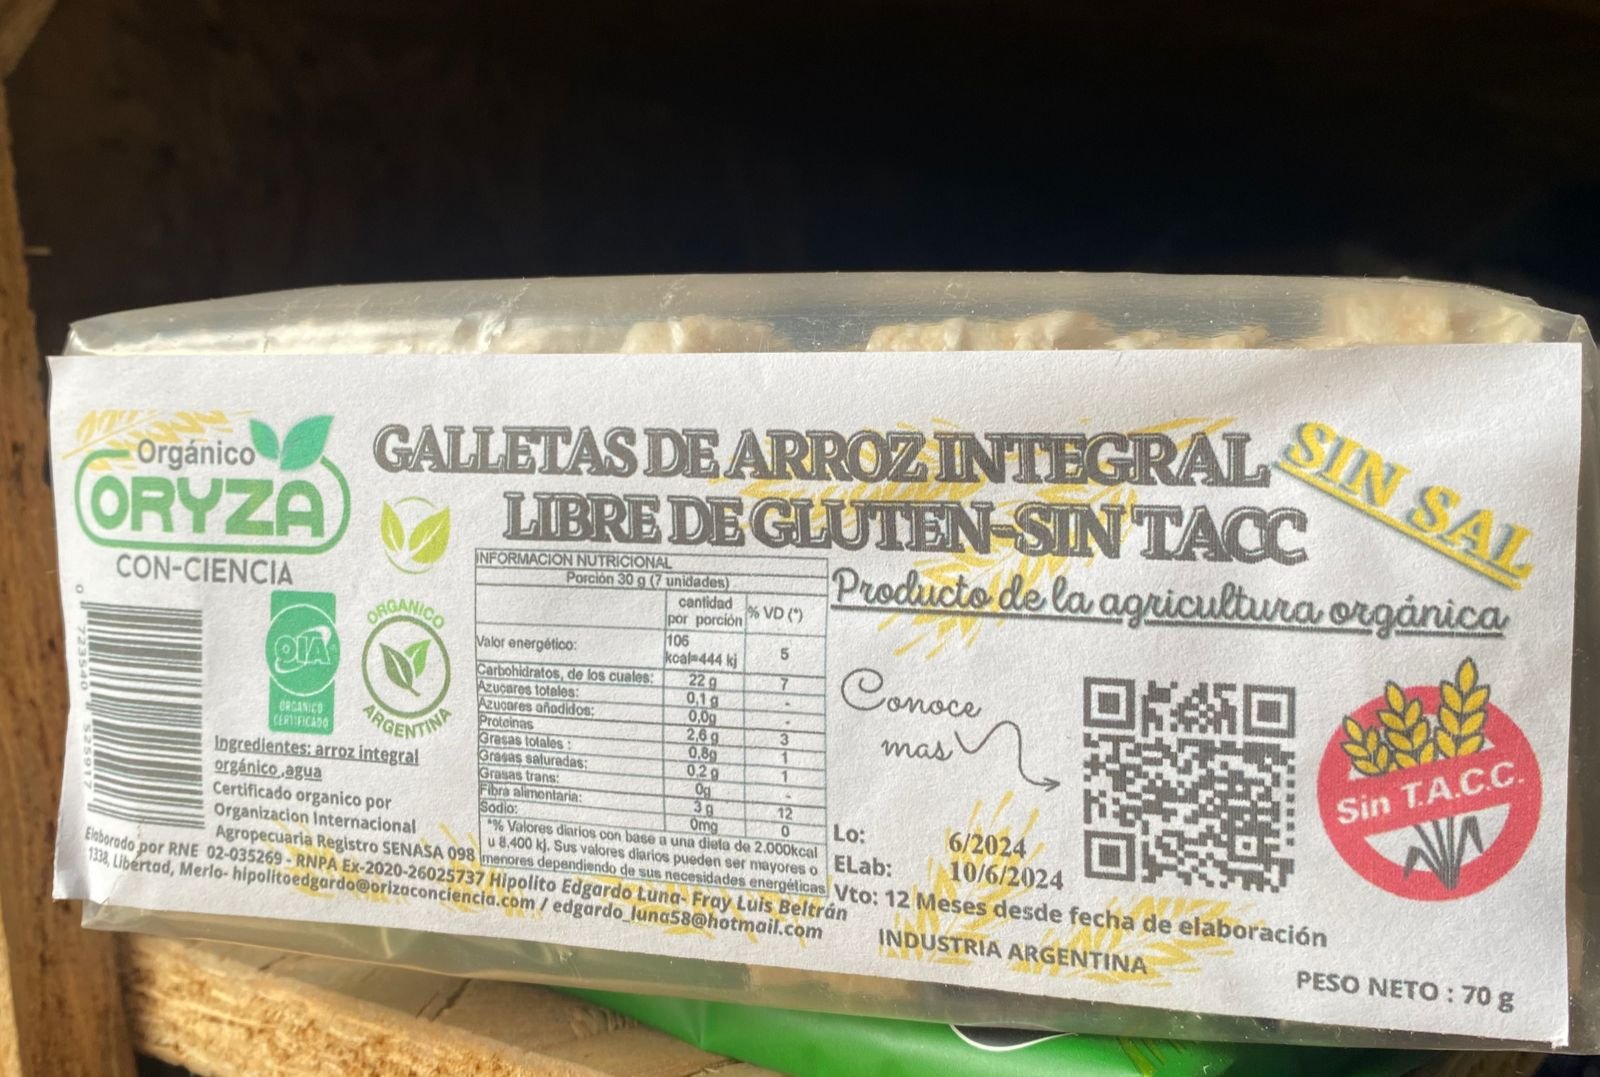 Orgánico
ORYZA
CON-CIENCIA
GALLETAS DE ARROZ INTEGRAL
LIBRE DE GLUTEN-SIN TACC
SIN SAL
Producto de la agricultura orgánica
ORGANICO
ARGENTINA
OIA
ORGANICO
CERTIFICADO
0 723540 525917
Ingredientes: arroz integral
orgánico ,agua
Certificado organico por
Organizacion Internacional
Agropecuaria Registro SENASA 098
INFORMACION NUTRICIONAL
Porción 30 g (7 unidades)
cantidad por porción % VD (*)
Valor energético: 106 kcal=444 kj 5
Carbohidratos, de los cuales: 22 g 7
Azucares totales: 0,1 g -
Azucares añadidos: 0,0g -
Proteinas 2,6 g 3
Grasas totales : 0.8g 1
Grasas saturadas: 0.2 g 1
Grasas trans: 0g -
Fibra alimentaria: 3 g 12
Sodio: 0mg 0
*% Valores diarios con base a una dieta de 2.000kcal
u 8.400 kj. Sus valores diarios pueden ser mayores o
menores dependiendo de sus necesidades energéticas
Elaborado por RNE 02-035269 - RNPA Ex-2020-26025737 Hipolito Edgardo Luna- Fray Luis Beltrán
1338, Libertad, Merlo- hipolitoedgardo@orizaconciencia.com / edgardo_luna58@hotmail.com
Conoce
mas
Sin T.A.C.C.
Lo: 6/2024
ELab: 10/6/2024
Vto: 12 Meses desde fecha de elaboración
INDUSTRIA ARGENTINA
PESO NETO : 70 g